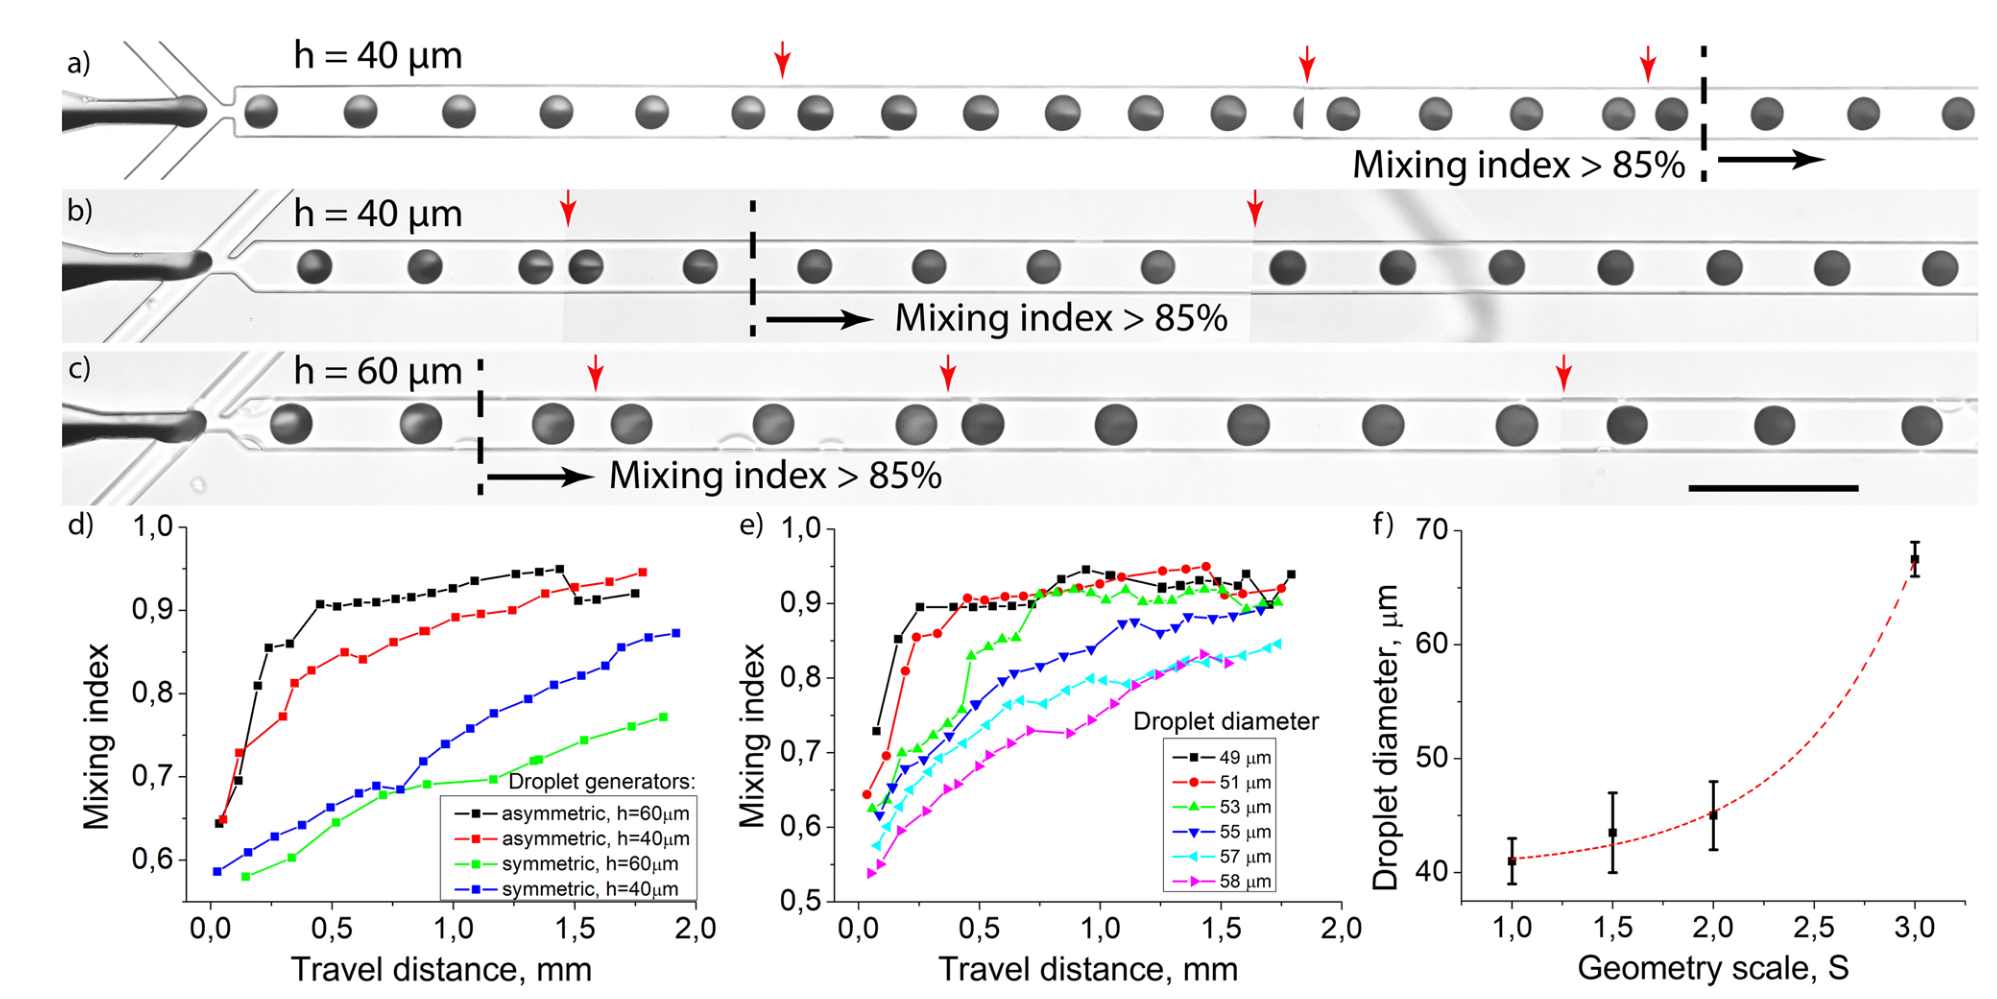 a)
h = 40 µm
Mixing index > 85%
b)
h = 40 µm
Mixing index > 85%
c)
h = 60 µm
Mixing index > 85%
d)
1,0
0,9
0,8
0,7
0,6
Mixing index
0,0 0,5 1,0 1,5 2,0
Travel distance, mm
Droplet generators:
asymmetric, h=60µm
asymmetric, h=40µm
symmetric, h=60µm
symmetric, h=40µm
e)
1,0
0,9
0,8
0,7
0,6
0,5
Mixing index
0,0 0,5 1,0 1,5 2,0
Travel distance, mm
Droplet diameter
49 µm
51 µm
53 µm
55 µm
57 µm
58 µm
f)
70
60
50
40
Droplet diameter, µm
1,0 1,5 2,0 2,5 3,0
Geometry scale, S